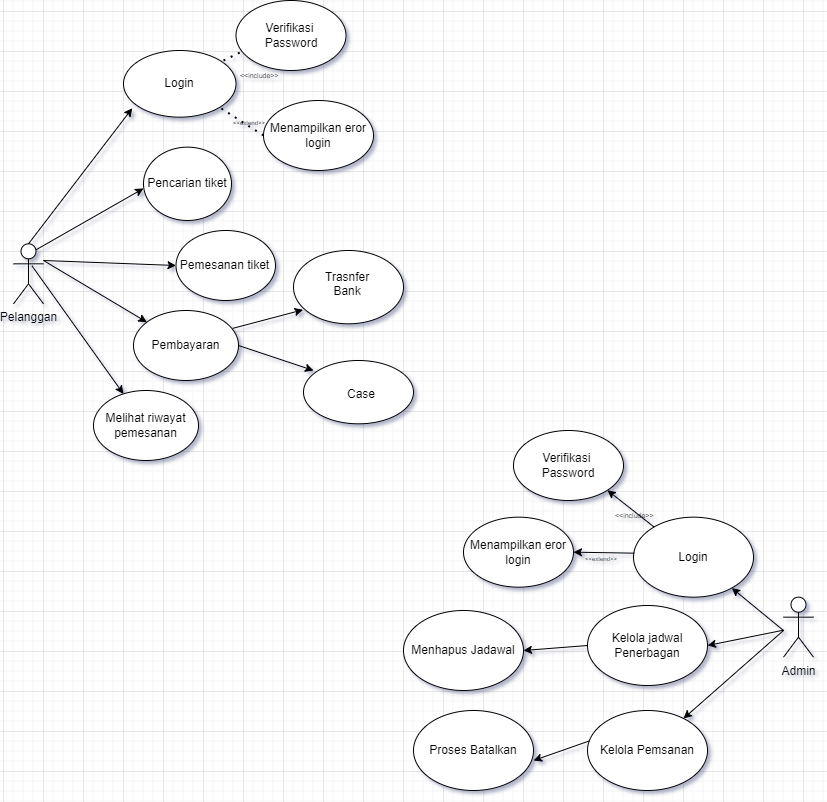 Verifikasi
Password
Login
<<include>>
<<extend>>
Menampilkan eror
login
Pencarian tiket
Pemesanan tiket
Trasnfer
Bank
Pelanggan
Pembayaran
Case
Melihat riwayat
pemesanan
Verifikasi
Password
<<include>>
Menampilkan eror
login
<<extend>>
Login
Menhapus Jadawal
Kelola jadwal
Penerbagan
Admin
Proses Batalkan
Kelola Pemsanan